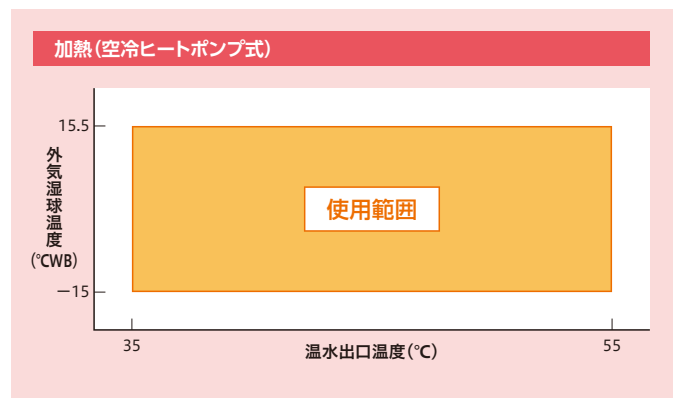 加熱（空冷ヒートポンプ式）
15.5
外気湿球温度
（℃WB）
使用範囲
−15
35
温水出口温度（℃）
55